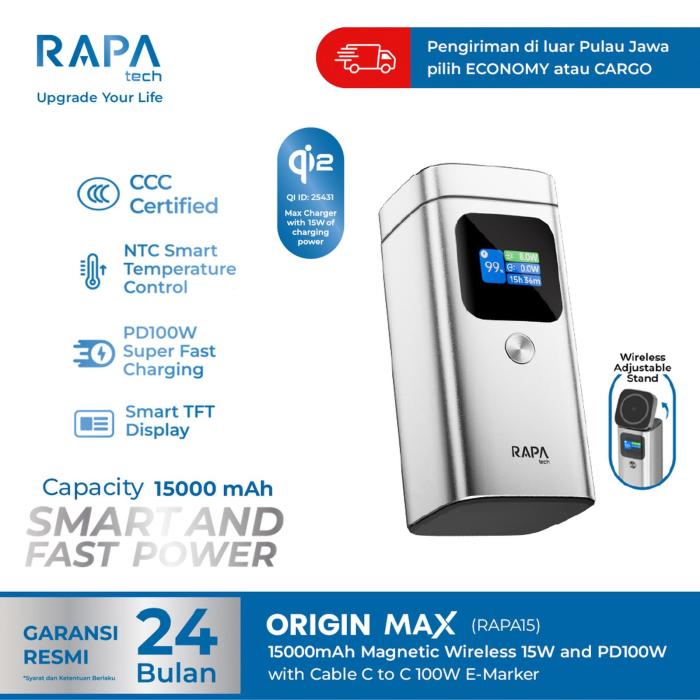 RAPA
tech
Upgrade Your Life
Pengiriman di luar Pulau Jawa
pilih ECONOMY atau CARGO
CCC
Certified
NTC Smart
Temperature
Control
PD100W
Super Fast
Charging
Smart TFT
Display
qi2
QI ID: 25431
Max Charger
with 15W of
charging
power
99%
8.0W
0.0W
15h36m
RAPA
tech
Wireless
Adjustable
Stand
Capacity 15000 mAh
SMART AND
FAST POWER
GARANSI
RESMI
*Syarat dan Ketentuan Berlaku
24
Bulan
ORIGIN MAX (RAPA15)
15000mAh Magnetic Wireless 15W and PD100W
with Cable C to C 100W E-Marker